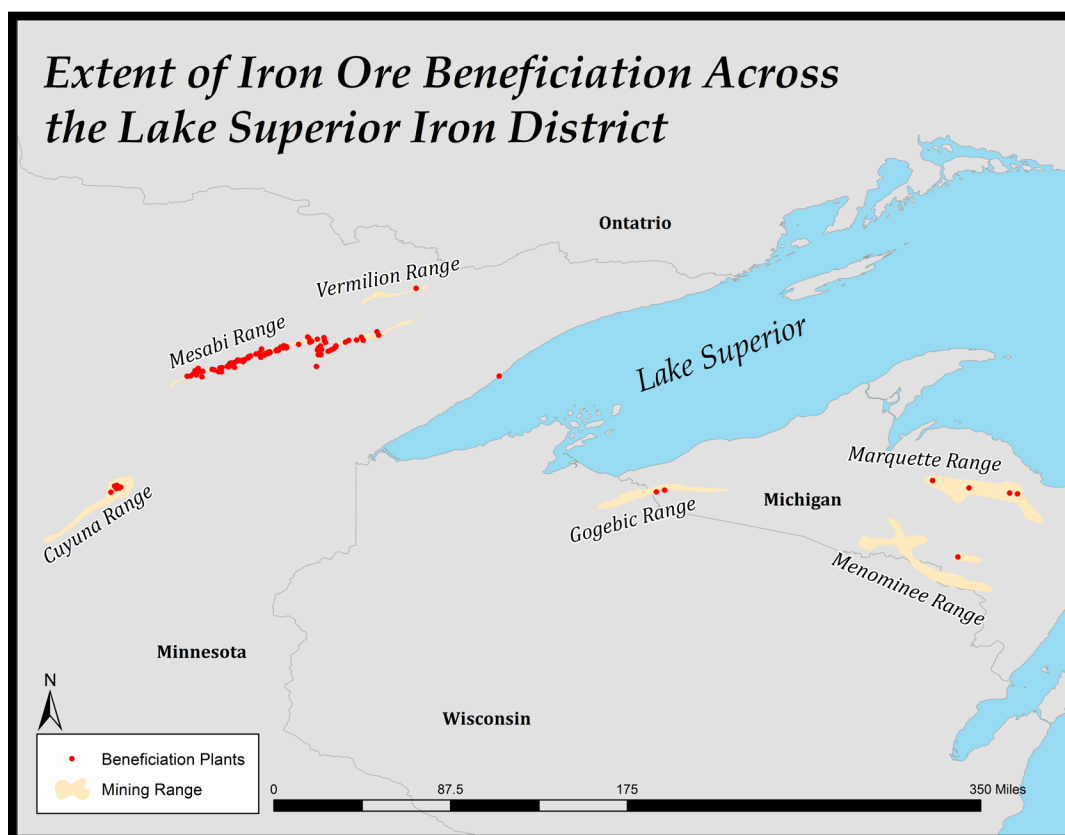 Extent of Iron Ore Beneficiation Across
the Lake Superior Iron District
Ontatrio
Vermilion Range
Mesabi Range
Lake Superior
Marquette Range
Cuyuna Range
Gogebic Range
Michigan
Menominee Range
Minnesota
Wisconsin
N
Beneficiation Plants
Mining Range
0 87.5 175 350 Miles